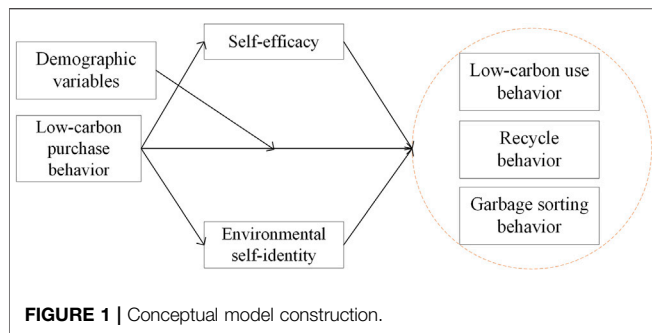 Self-efficacy
Demographic
variables
Low-carbon
purchase
behavior
Environmental
self-identity
Low-carbon use
behavior
Recycle
behavior
Garbage sorting
behavior
FIGURE 1 | Conceptual model construction.